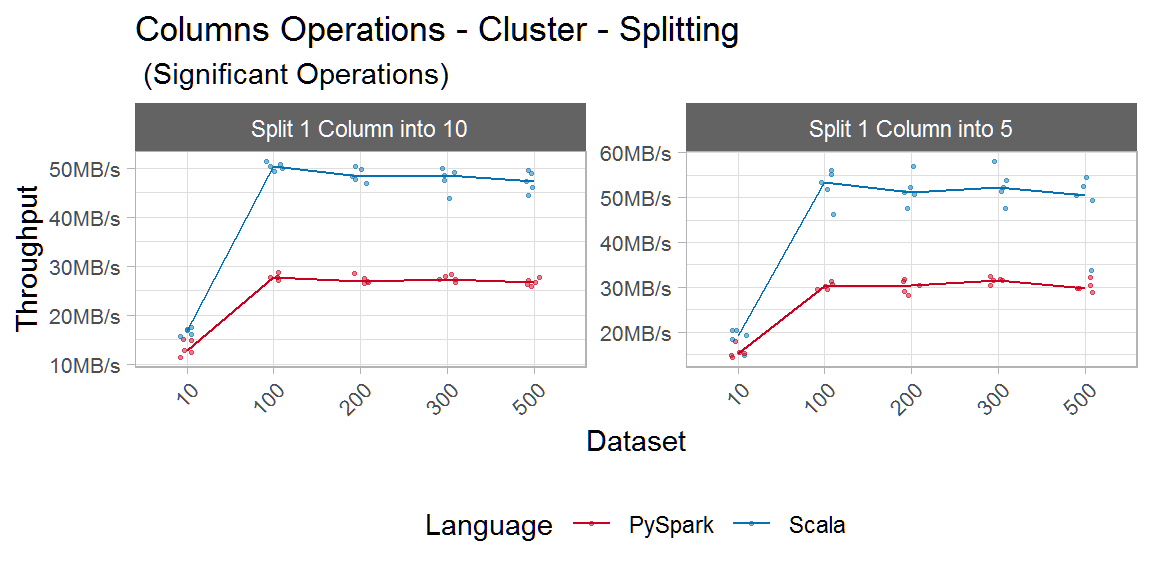 Columns Operations - Cluster - Splitting
(Significant Operations)
Throughput
Split 1 Column into 10
50MB/s
40MB/s
30MB/s
20MB/s
10MB/s
10 100 200 300 500
Split 1 Column into 5
60MB/s
50MB/s
40MB/s
30MB/s
20MB/s
10 100 200 300 500
Dataset
Language PySpark Scala